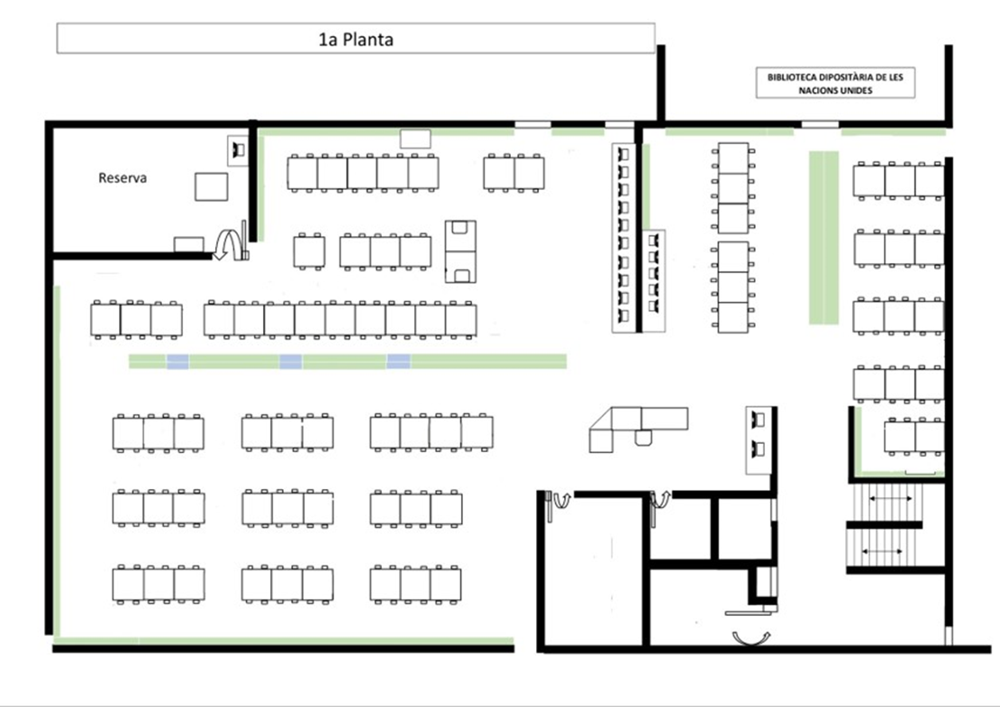 1a Planta
BIBLIOTECA DIPOSITÀRIA DE LES
NACIONS UNIDES
Reserva